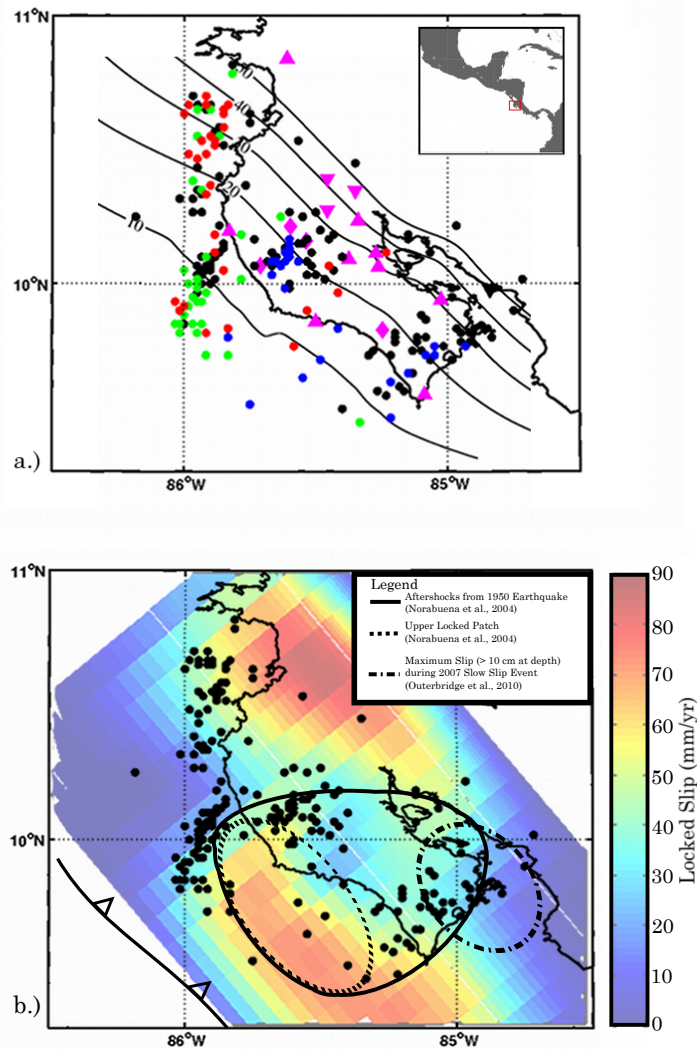 11°N
50
40
30
20
10
10°N
86°W
85°W
a.)
11°N
Legend
Aftershocks from 1950 Earthquake
(Norabuena et al., 2004)
Upper Locked Patch
(Norabuena et al., 2004)
Maximum Slip (> 10 cm at depth)
during 2007 Slow Slip Event
(Outerbridge et al., 2010)
10°N
86°W
85°W
b.)
90
80
70
60
50
40
30
20
10
0
Locked Slip (mm/yr)